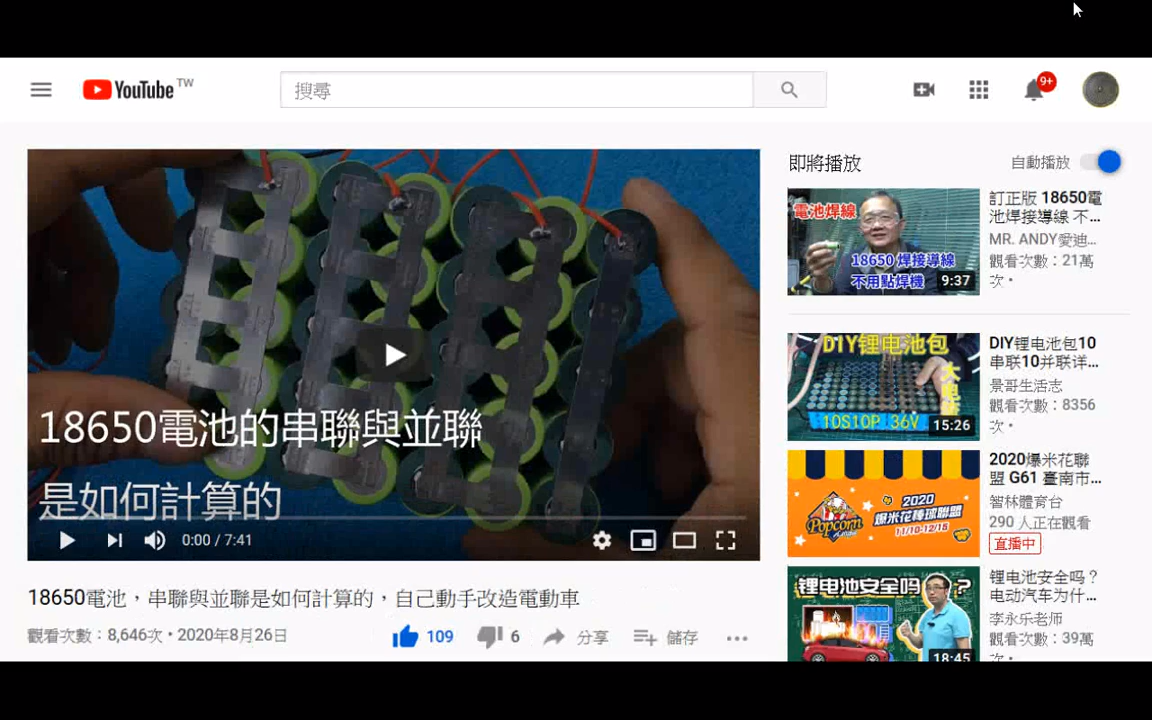 YouTube TW
搜尋
9+
18650電池的串聯與並聯
是如何計算的
0:00 / 7:41
18650電池，串聯與並聯是如何計算的，自己動手改造電動車
觀看次數：8,646次 • 2020年8月26日
109
6
分享
儲存
即將播放
自動播放
電池焊線
18650 焊接導線
不用點焊機
9:37
訂正版 18650電
池焊接導線 不...
MR. ANDY愛迪...
觀看次數：21萬
次 •
DIY锂电池包
10S10P 36V
15:26
DIY锂电池包10
串联10并联详...
景哥生活志
觀看次數：8356
次 •
Popcorn
2020
爆米花棒球聯盟
11/10-12/15
2020爆米花聯
盟 G61 臺南市...
智林體育台
290 人正在觀看
直播中
锂电池安全吗？
18:45
锂电池安全吗？
电动汽车为什...
李永乐老师
觀看次數：39萬
次 •